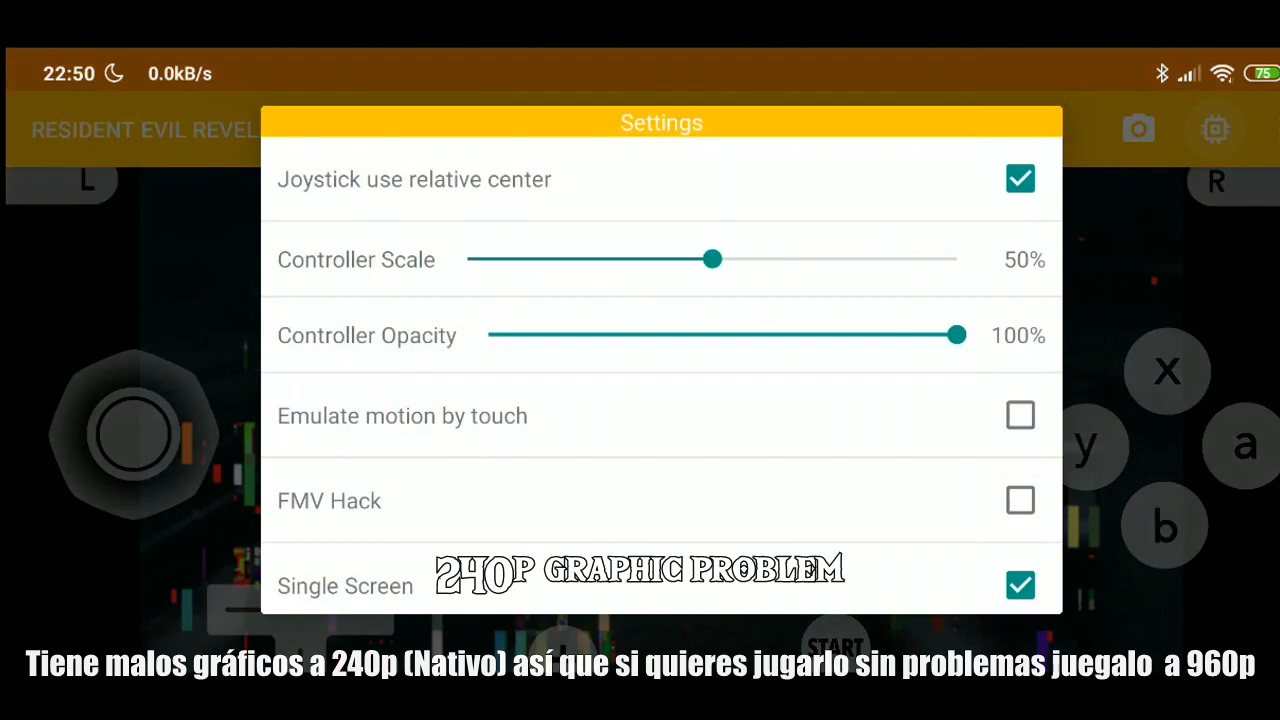 22:50 0.0kB/s 75
RESIDENT EVIL REVEL
Settings
L
R
Joystick use relative center
Controller Scale 50%
Controller Opacity 100%
x
Emulate motion by touch
y
a
FMV Hack
b
240P GRAPHIC PROBLEM
Single Screen
START
Tiene malos gráficos a 240p (Nativo) así que si quieres jugarlo sin problemas juegalo a 960p